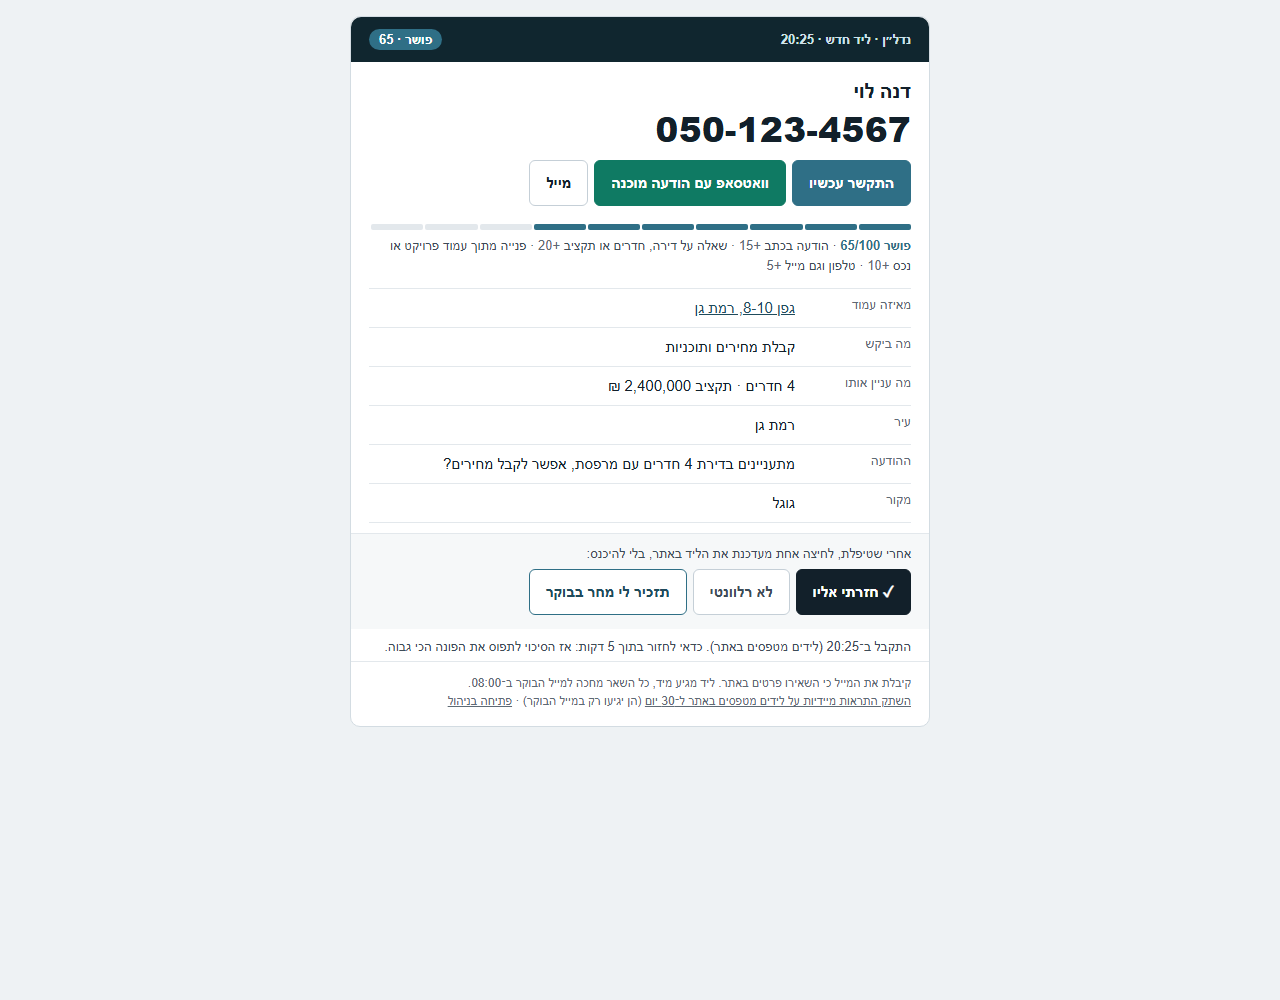 נדל״ן · ליד חדש · 20:25
פושר · 65
דנה לוי
050-123-4567
התקשר עכשיו
וואטסאפ עם הודעה מוכנה
מייל
פושר 65/100 · הודעה בכתב +15 · שאלה על דירה, חדרים או תקציב +20 · פנייה מתוך עמוד פרויקט או
נכס +10 · טלפון וגם מייל +5
מאיזה עמוד
גפן 8-10, רמת גן
מה ביקש
קבלת מחירים ותוכניות
מה עניין אותו
4 חדרים · תקציב 2,400,000 ₪
עיר
רמת גן
ההודעה
מתעניינים בדירת 4 חדרים עם מרפסת, אפשר לקבל מחירים?
מקור
גוגל
אחרי שטיפלת, לחיצה אחת מעדכנת את הליד באתר, בלי להיכנס:
✓ חזרתי אליו
לא רלוונטי
תזכיר לי מחר בבוקר
התקבל ב־20:25 (לידים מטפסים באתר). כדאי לחזור בתוך 5 דקות: אז הסיכוי לתפוס את הפונה הכי גבוה.
קיבלת את המייל כי השאירו פרטים באתר. ליד מגיע מיד, כל השאר מחכה למייל הבוקר ב־08:00.
השתק התראות מיידיות על לידים מטפסים באתר ל־30 יום (הן יגיעו רק במייל הבוקר) · פתיחה בניהול